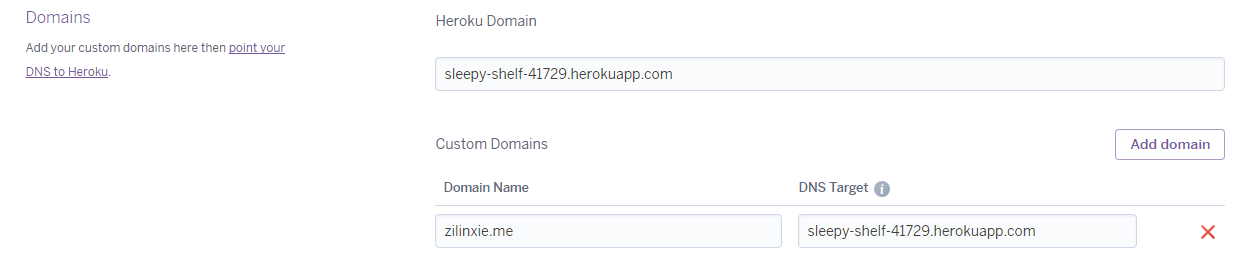 Domains
Heroku Domain
Add your custom domains here then point your
DNS to Heroku.
sleepy-shelf-41729.herokuapp.com
Custom Domains
Add domain
Domain Name
DNS Target i
zilinxie.me
sleepy-shelf-41729.herokuapp.com